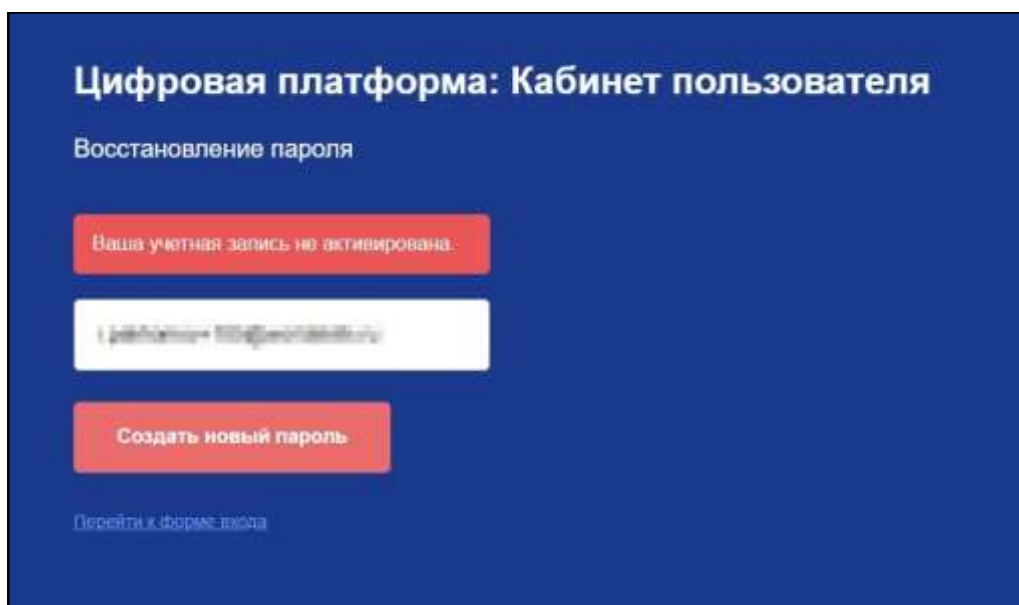 Цифровая платформа: Кабинет пользователя
Восстановление пароля
Ваша учетная запись не активирована.
Создать новый пароль
Перейти к форме входа